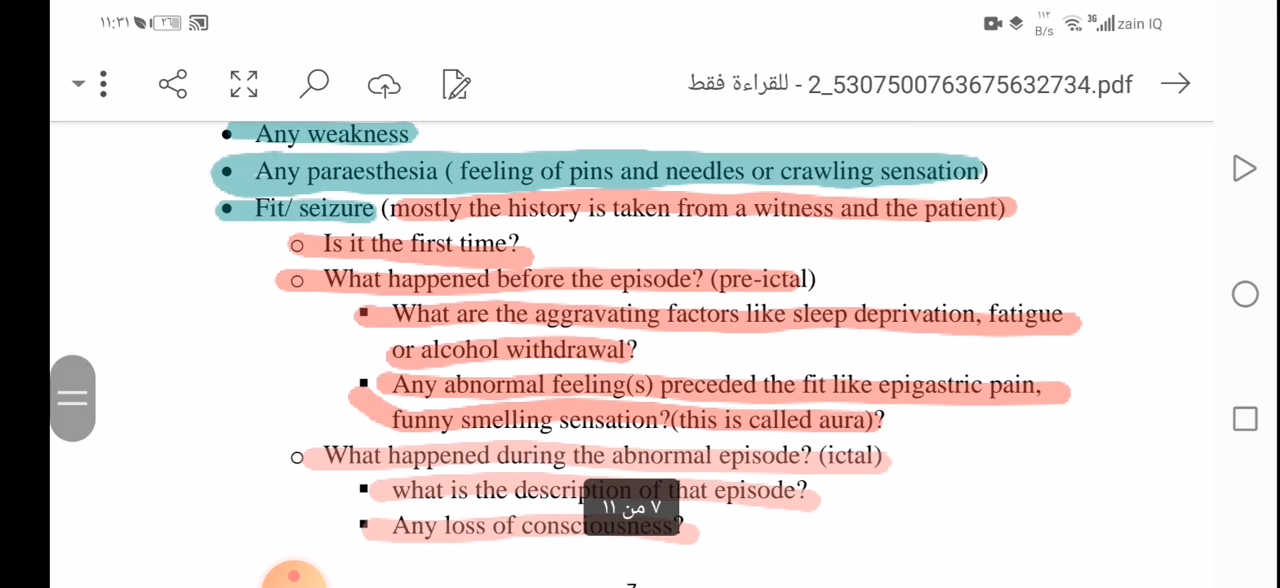 ١١:٣١ ٢٦ ١١٢ B/s 3G zain IQ
2_5307500763675632734.pdf - للقراءة فقط
• Any weakness
• Any paraesthesia ( feeling of pins and needles or crawling sensation)
• Fit/ seizure (mostly the history is taken from a witness and the patient)
o Is it the first time?
o What happened before the episode? (pre-ictal)
▪ What are the aggravating factors like sleep deprivation, fatigue
or alcohol withdrawal?
▪ Any abnormal feeling(s) preceded the fit like epigastric pain,
funny smelling sensation?(this is called aura)?
o What happened during the abnormal episode? (ictal)
▪ what is the description of that episode?
٧ من ١١
▪ Any loss of consciousness?